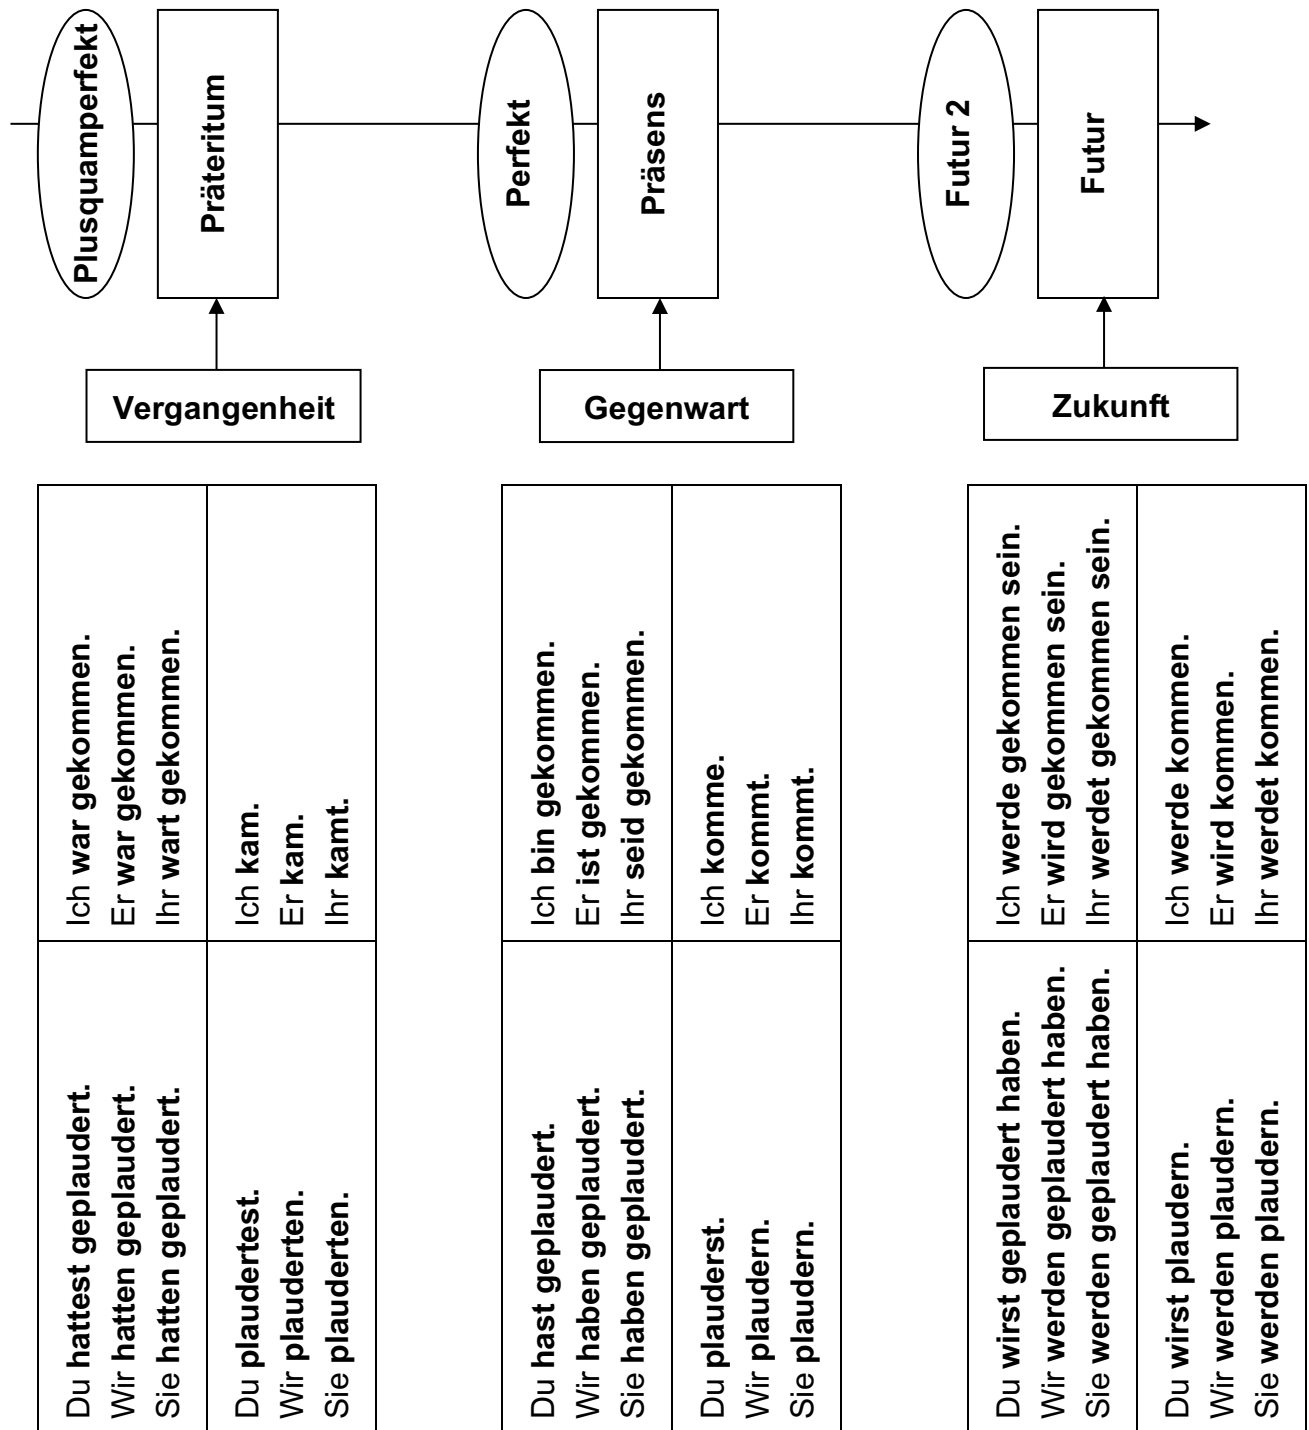 Plusquamperfekt
Präteritum
Perfekt
Präsens
Futur 2
Futur
Vergangenheit
Gegenwart
Zukunft
Ich war gekommen.
Er war gekommen.
Ihr wart gekommen.
Ich kam.
Er kam.
Ihr kamt.
Du hattest geplaudert.
Wir hatten geplaudert.
Sie hatten geplaudert.
Du plaudertest.
Wir plauderten.
Sie plauderten.
Ich bin gekommen.
Er ist gekommen.
Ihr seid gekommen.
Ich komme.
Er kommt.
Ihr kommt.
Du hast geplaudert.
Wir haben geplaudert.
Sie haben geplaudert.
Du plauderst.
Wir plaudern.
Sie plaudern.
Ich werde gekommen sein.
Er wird gekommen sein.
Ihr werdet gekommen sein.
Ich werde kommen.
Er wird kommen.
Ihr werdet kommen.
Du wirst geplaudert haben.
Wir werden geplaudert haben.
Sie werden geplaudert haben.
Du wirst plaudern.
Wir werden plaudern.
Sie werden plaudern.